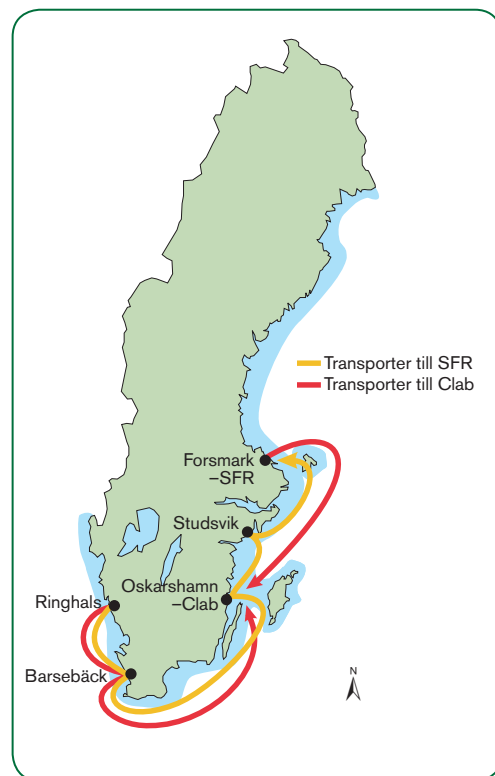 Transporter till SFR
Transporter till Clab
Forsmark
–SFR
Studsvik
Oskarshamn
–Clab
Ringhals
Barsebäck
N